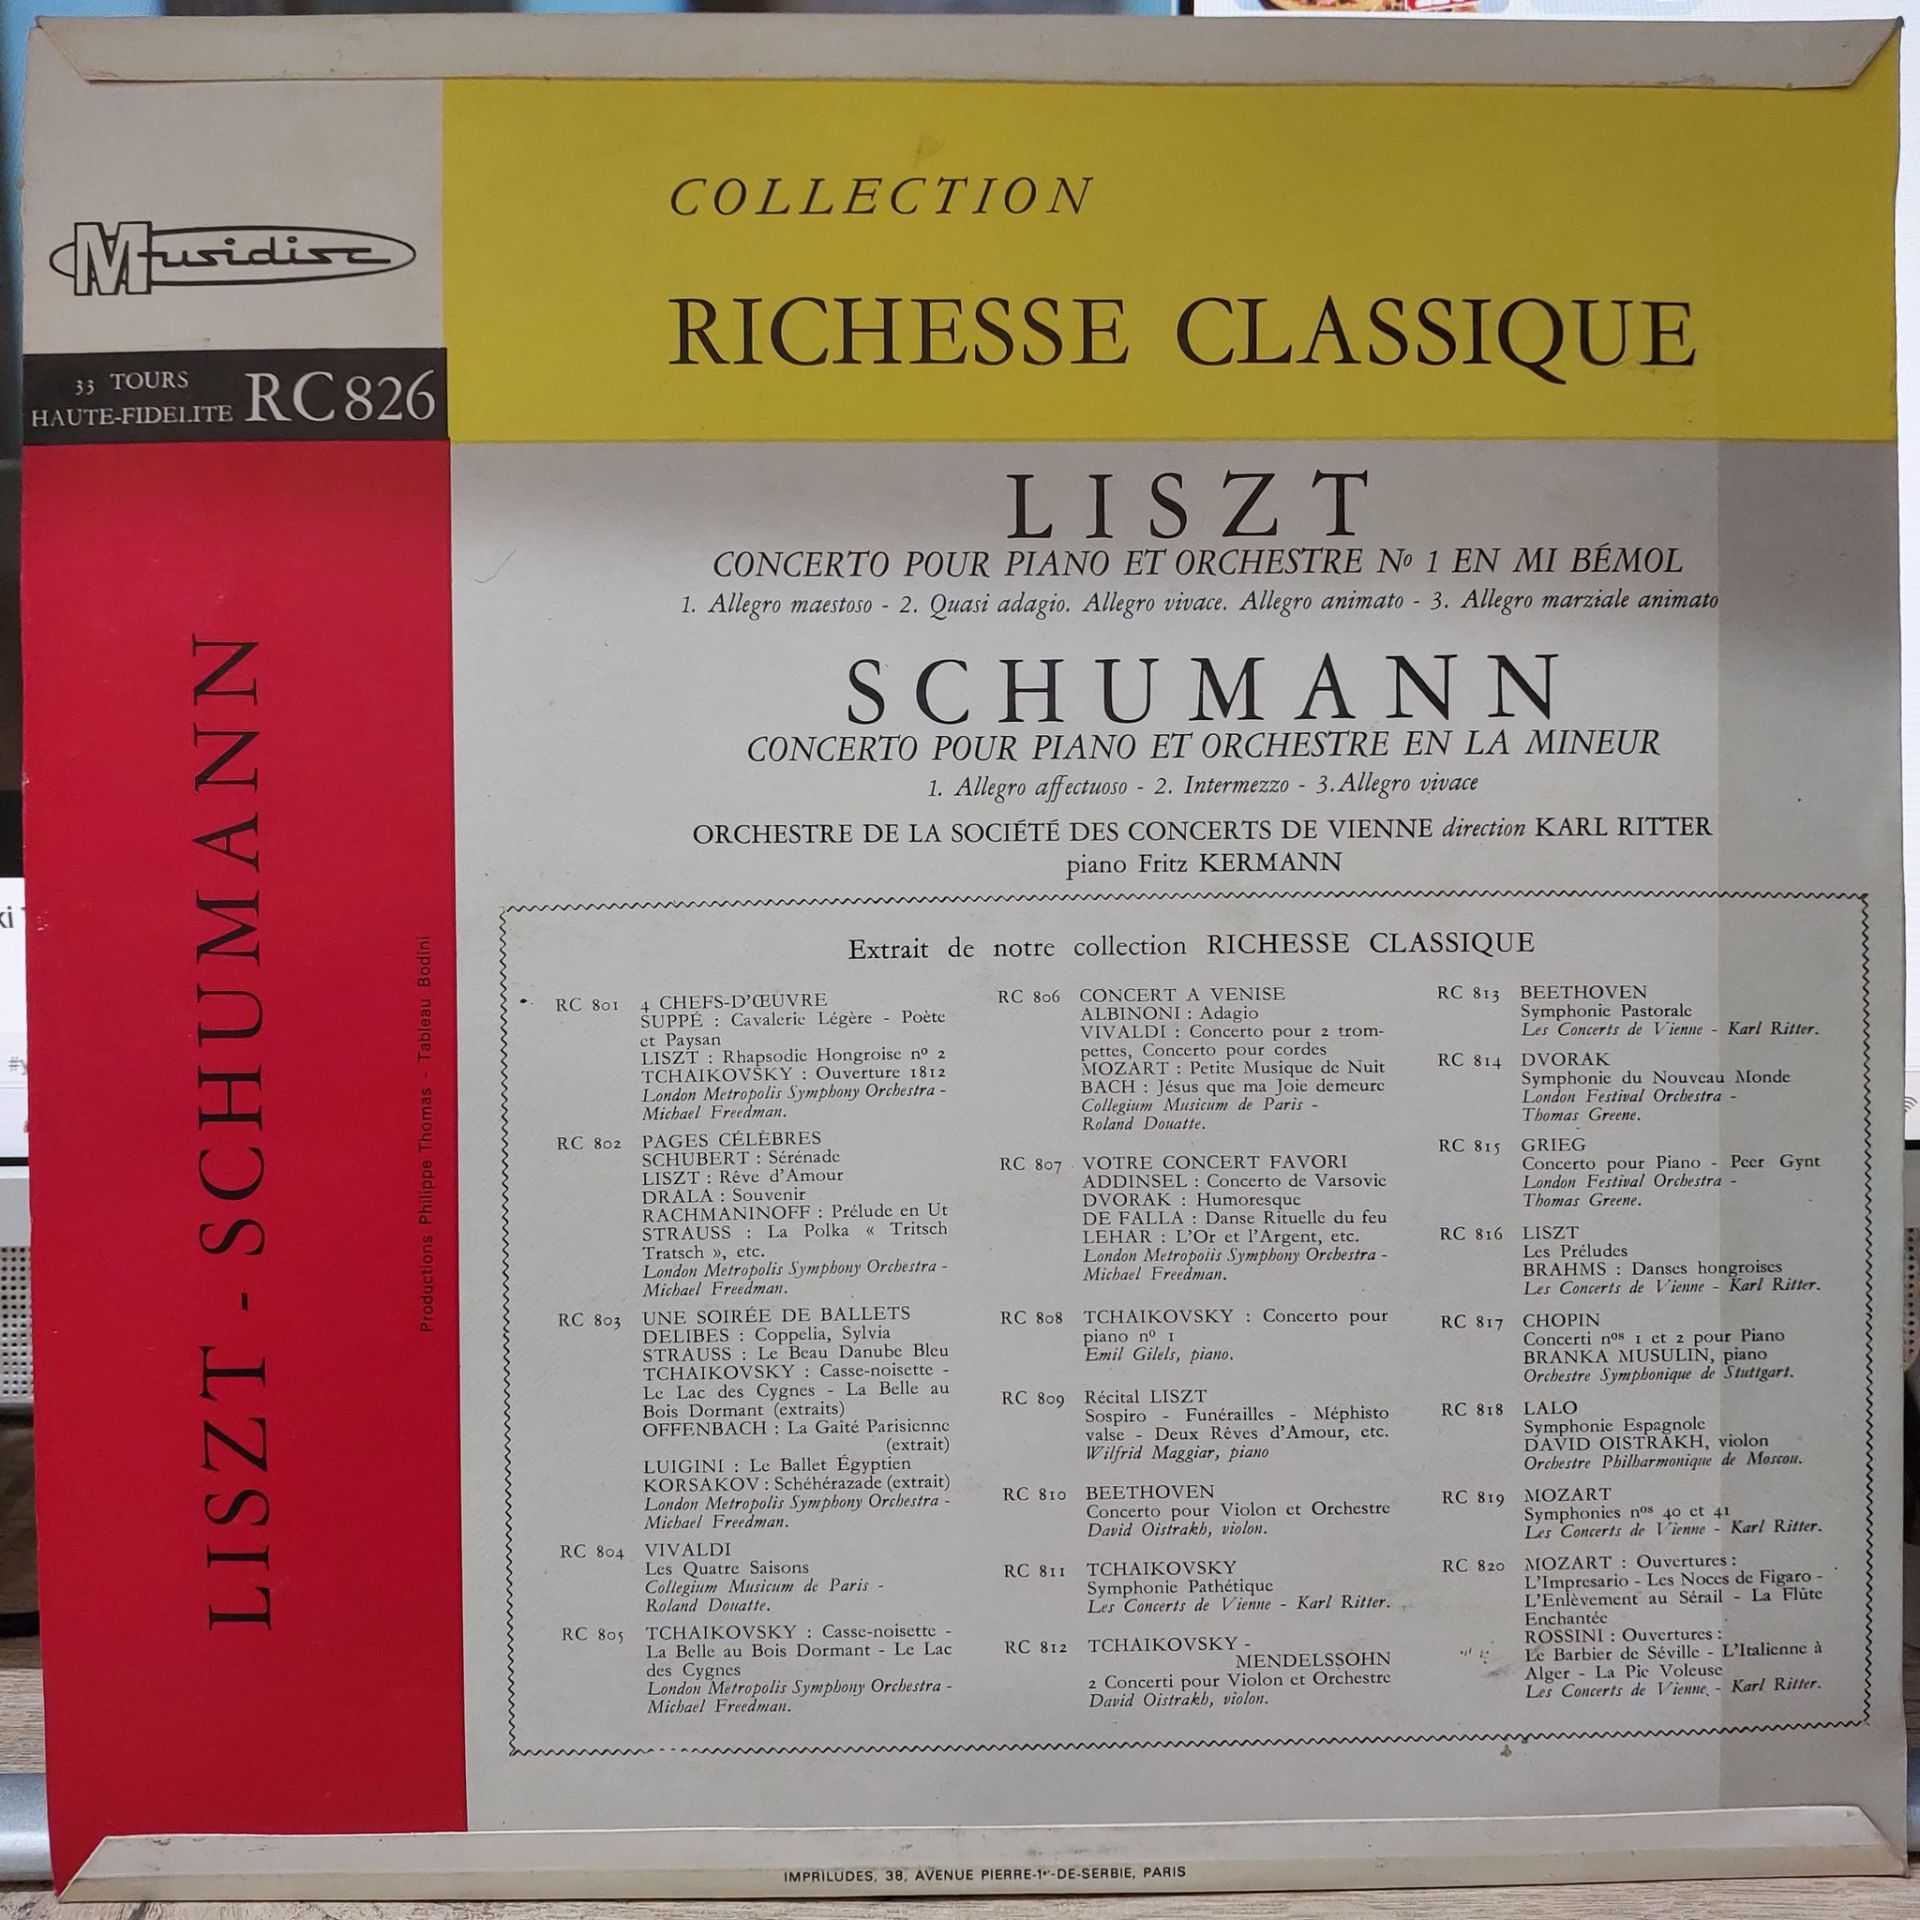 Musidisc
33 TOURS
HAUTE-FIDELITE RC 826
COLLECTION
RICHESSE CLASSIQUE
LISZT - SCHUMANN
Productions Philippe Thomas - Tableau Bodini
LISZT
CONCERTO POUR PIANO ET ORCHESTRE Nº 1 EN MI BÉMOL
1. Allegro maestoso - 2. Quasi adagio. Allegro vivace. Allegro animato - 3. Allegro marziale animato
SCHUMANN
CONCERTO POUR PIANO ET ORCHESTRE EN LA MINEUR
1. Allegro affectuoso - 2. Intermezzo - 3. Allegro vivace
ORCHESTRE DE LA SOCIÉTÉ DES CONCERTS DE VIENNE direction KARL RITTER
piano Fritz KERMANN
Extrait de notre collection RICHESSE CLASSIQUE
RC 801 4 CHEFS-D'ŒUVRE
SUPPÉ : Cavalerie Légère - Poète
et Paysan
LISZT : Rhapsodie Hongroise nº 2
TCHAIKOVSKY : Ouverture 1812
London Metropolis Symphony Orchestra -
Michael Freedman.
RC 802 PAGES CÉLÈBRES
SCHUBERT : Sérénade
LISZT : Rêve d'Amour
DRALA : Souvenir
RACHMANINOFF : Prélude en Ut
STRAUSS : La Polka « Tritsch
Tratsch », etc.
London Metropolis Symphony Orchestra -
Michael Freedman.
RC 803 UNE SOIRÉE DE BALLETS
DELIBES : Coppelia, Sylvia
STRAUSS : Le Beau Danube Bleu
TCHAIKOVSKY : Casse-noisette -
Le Lac des Cygnes - La Belle au
Bois Dormant (extraits)
OFFENBACH : La Gaîté Parisienne
(extrait)
LUIGINI : Le Ballet Égyptien
KORSAKOV : Schéhérazade (extrait)
London Metropolis Symphony Orchestra -
Michael Freedman.
RC 804 VIVALDI
Les Quatre Saisons
Collegium Musicum de Paris -
Roland Douatte.
RC 805 TCHAIKOVSKY : Casse-noisette -
La Belle au Bois Dormant - Le Lac
des Cygnes
London Metropolis Symphony Orchestra -
Michael Freedman.
RC 806 CONCERT A VENISE
ALBINONI : Adagio
VIVALDI : Concerto pour 2 trom-
pettes, Concerto pour cordes
MOZART : Petite Musique de Nuit
BACH : Jésus que ma Joie demeure
Collegium Musicum de Paris -
Roland Douatte.
RC 807 VOTRE CONCERT FAVORI
ADDINSEL : Concerto de Varsovie
DVORAK : Humoresque
DE FALLA : Danse Rituelle du feu
LEHAR : L'Or et l'Argent, etc.
London Metropolis Symphony Orchestra -
Michael Freedman.
RC 808 TCHAIKOVSKY : Concerto pour
piano nº 1
Emil Gilels, piano.
RC 809 Récital LISZT
Sospiro - Funérailles - Méphisto
valse - Deux Rêves d'Amour, etc.
Wilfrid Maggiar, piano
RC 810 BEETHOVEN
Concerto pour Violon et Orchestre
David Oistrakh, violon.
RC 811 TCHAIKOVSKY
Symphonie Pathétique
Les Concerts de Vienne - Karl Ritter.
RC 812 TCHAIKOVSKY -
MENDELSSOHN
2 Concerti pour Violon et Orchestre
David Oistrakh, violon.
RC 813 BEETHOVEN
Symphonie Pastorale
Les Concerts de Vienne - Karl Ritter.
RC 814 DVORAK
Symphonie du Nouveau Monde
London Festival Orchestra -
Thomas Greene.
RC 815 GRIEG
Concerto pour Piano - Peer Gynt
London Festival Orchestra -
Thomas Greene.
RC 816 LISZT
Les Préludes
BRAHMS : Danses hongroises
Les Concerts de Vienne - Karl Ritter.
RC 817 CHOPIN
Concerti nos 1 et 2 pour Piano
BRANKA MUSULIN, piano
Orchestre Symphonique de Stuttgart.
RC 818 LALO
Symphonie Espagnole
DAVID OISTRAKH, violon
Orchestre Philharmonique de Moscou.
RC 819 MOZART
Symphonies nos 40 et 41
Les Concerts de Vienne - Karl Ritter.
RC 820 MOZART : Ouvertures :
L'Impresario - Les Noces de Figaro -
L'Enlèvement au Sérail - La Flûte
Enchantée
ROSSINI : Ouvertures :
Le Barbier de Séville - L'Italienne à
Alger - La Pie Voleuse
Les Concerts de Vienne - Karl Ritter.
IMPRILUDES, 38, AVENUE PIERRE-1er-DE-SERBIE, PARIS